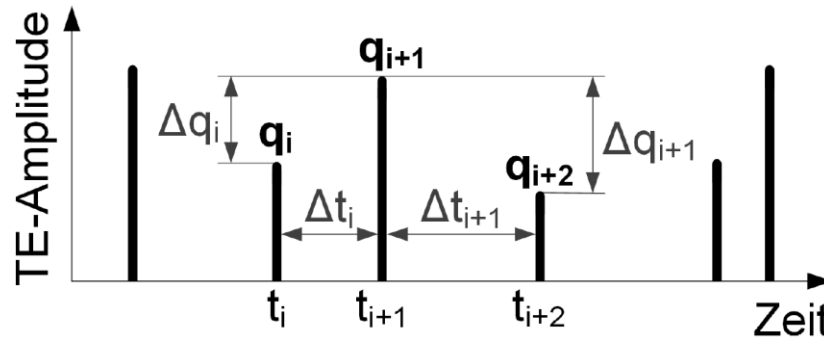 TE-Amplitude
q_{i+1}
Δq_i
q_i
Δq_{i+1}
q_{i+2}
Δt_i
Δt_{i+1}
t_i
t_{i+1}
t_{i+2}
Zeit